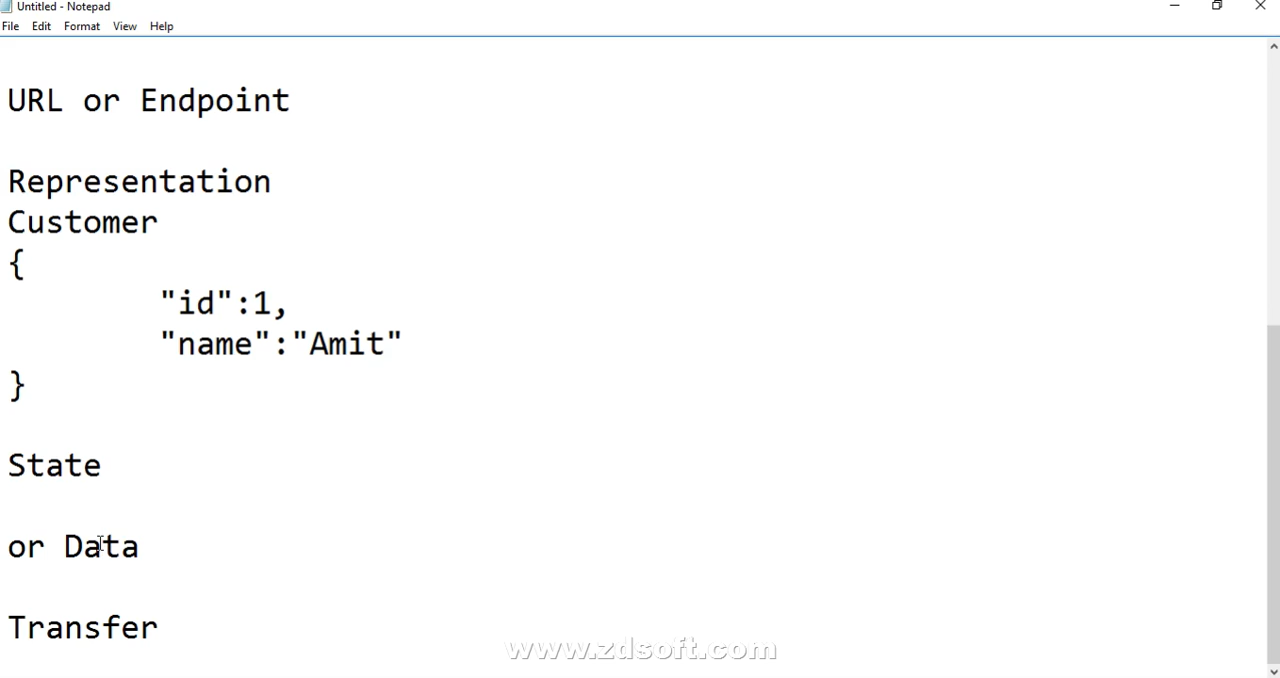 Untitled - Notepad
File Edit Format View Help
URL or Endpoint
Representation
Customer
{
"id":1,
"name":"Amit"
}
State
or Data
Transfer
www.zdsoft.com